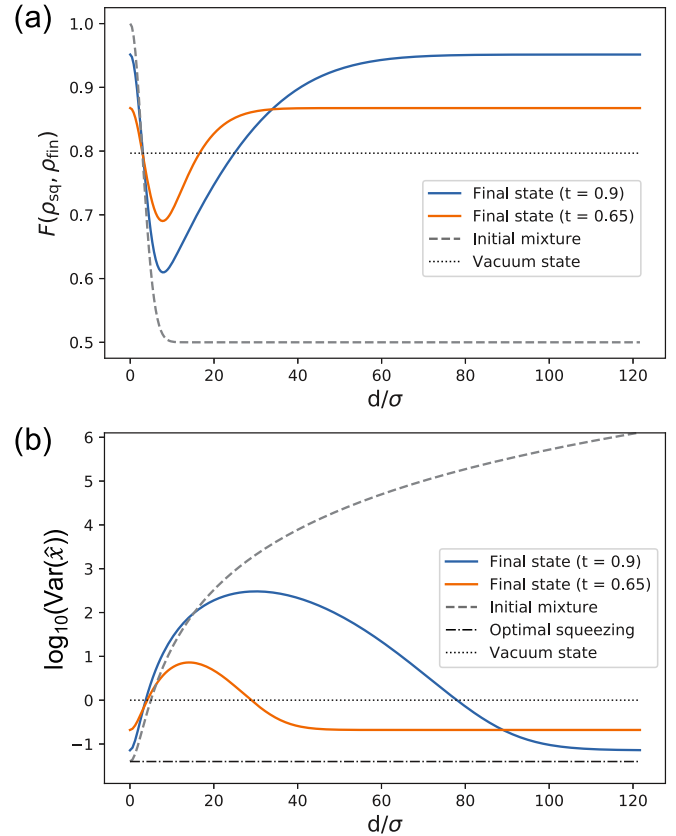 (a)
1.0
0.9
0.8
0.7
0.6
0.5
F(ρsq, ρfin)
Final state (t = 0.9)
Final state (t = 0.65)
Initial mixture
Vacuum state
0 20 40 60 80 100 120
d/σ
(b)
6
5
4
3
2
1
0
−1
log₁₀(Var(x̂))
Final state (t = 0.9)
Final state (t = 0.65)
Initial mixture
Optimal squeezing
Vacuum state
0 20 40 60 80 100 120
d/σ